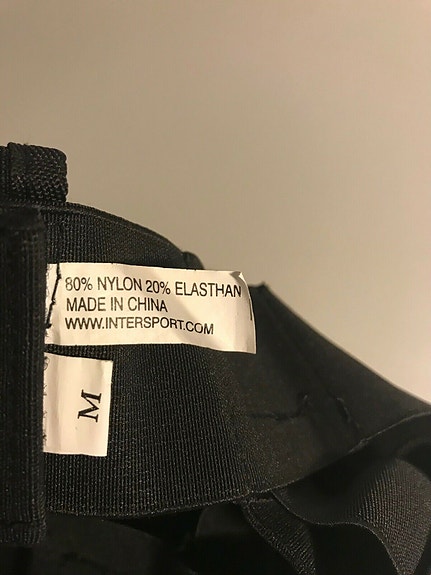 80% NYLON 20% ELASTHAN
MADE IN CHINA
WWW.INTERSPORT.COM
M